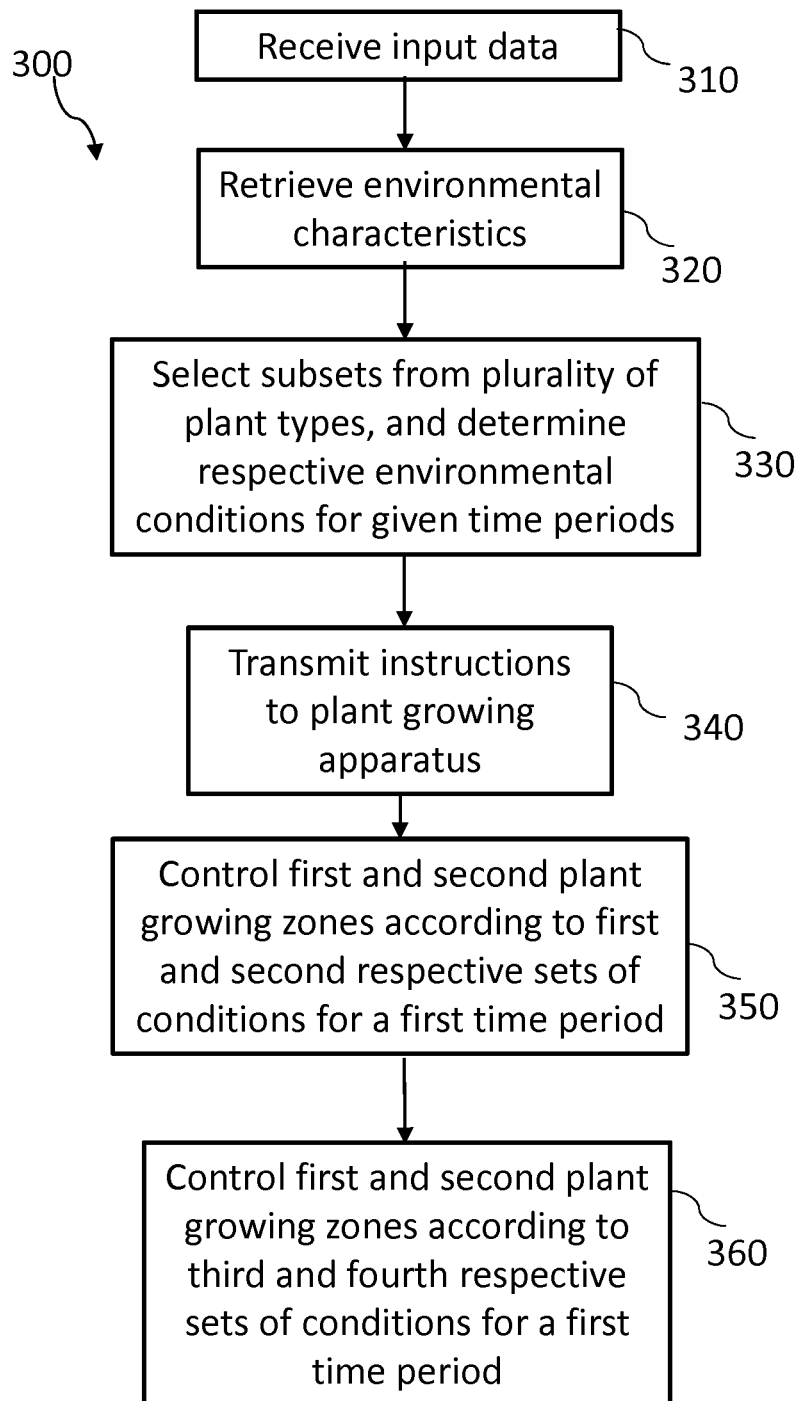 300
Receive input data
310
Retrieve environmental
characteristics
320
Select subsets from plurality of
plant types, and determine
respective environmental
conditions for given time periods
330
Transmit instructions
to plant growing
apparatus
340
Control first and second plant
growing zones according to first
and second respective sets of
conditions for a first time period
350
Control first and second plant
growing zones according to
third and fourth respective
sets of conditions for a first
time period
360